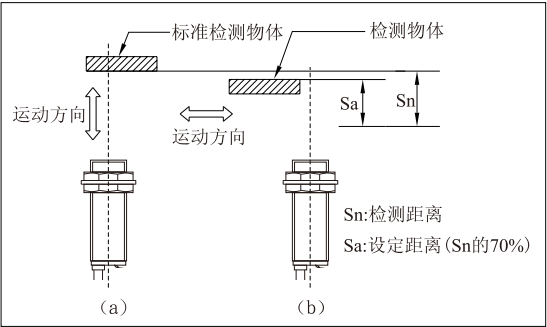 标准检测物体
检测物体
运动方向
运动方向
Sa
Sn
Sn:检测距离
Sa:设定距离(Sn的70%)
(a)
(b)